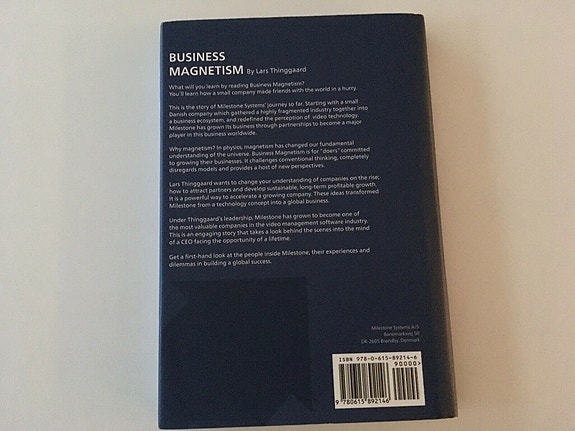 BUSINESS
MAGNETISM By Lars Thinggaard
What will you learn by reading Business Magnetism?
You'll learn how a small company made friends with the world in a hurry.
This is the story of Milestone Systems' journey so far. Starting with a small
Danish company which gathered a highly fragmented industry together into
a business ecosystem, and redefined the perception of video technology.
Milestone has grown its business through partnerships to become a major
player in this business worldwide.
Why magnetism? In physics, magnetism has changed our fundamental
understanding of the universe. Business Magnetism is for "doers" committed
to growing their businesses. It challenges conventional thinking, completely
disregards models and provides a host of new perspectives.
Lars Thinggaard wants to change your understanding of companies on the rise;
how to attract partners and develop sustainable, long-term profitable growth.
It is a powerful way to accelerate a growing company. These ideas transformed
Milestone from a technology concept into a global business.
Under Thinggaard's leadership, Milestone has grown to become one of
the most valuable companies in the video management software industry.
This is an engaging story that takes a look behind the scenes into the mind
of a CEO facing the opportunity of a lifetime.
Get a first-hand look at the people inside Milestone, their experiences and
dilemmas in building a global success.
Milestone Systems A/S
Banemarksvej 50
DK-2605 Brøndby, Denmark
ISBN 978-0-615-89214-6
90000>
9 780615 892146